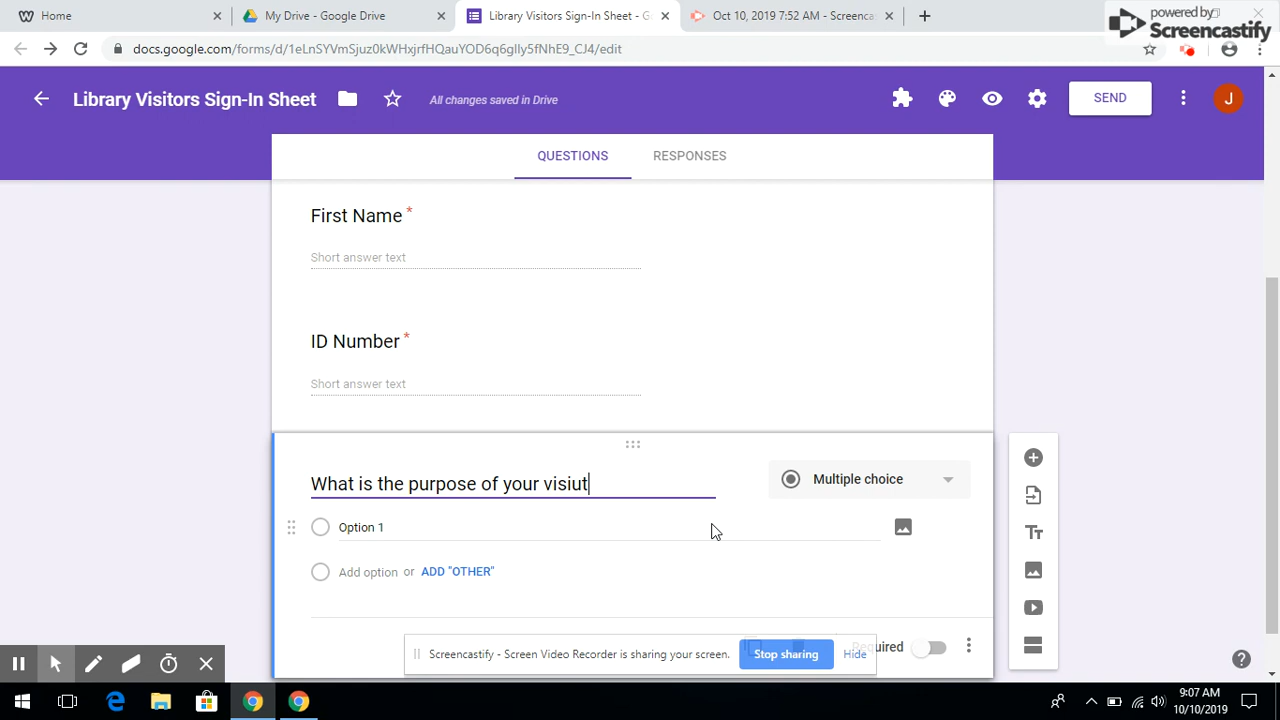 Home
My Drive - Google Drive
Library Visitors Sign-In Sheet - G
Oct 10, 2019 7:52 AM - Screencas
powered by
Screencastify
docs.google.com/forms/d/1eLnSYVmSjuz0kWHxjrfHQauYOD6q6glly5fNhE9_CJ4/edit
Library Visitors Sign-In Sheet
All changes saved in Drive
SEND
J
QUESTIONS
RESPONSES
First Name *
Short answer text
ID Number *
Short answer text
What is the purpose of your visiut
Multiple choice
Option 1
Add option or ADD "OTHER"
Required
Screencastify - Screen Video Recorder is sharing your screen.
Stop sharing
Hide
9:07 AM
10/10/2019